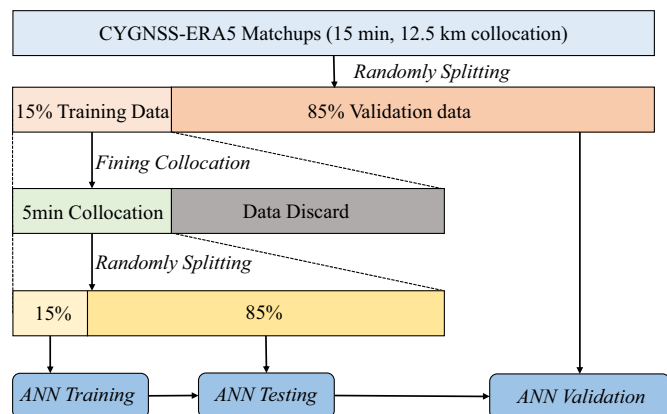 CYGNSS-ERA5 Matchups (15 min, 12.5 km collocation)
Randomly Splitting
15% Training Data
85% Validation data
Fining Collocation
5min Collocation
Data Discard
Randomly Splitting
15%
85%
ANN Training
ANN Testing
ANN Validation